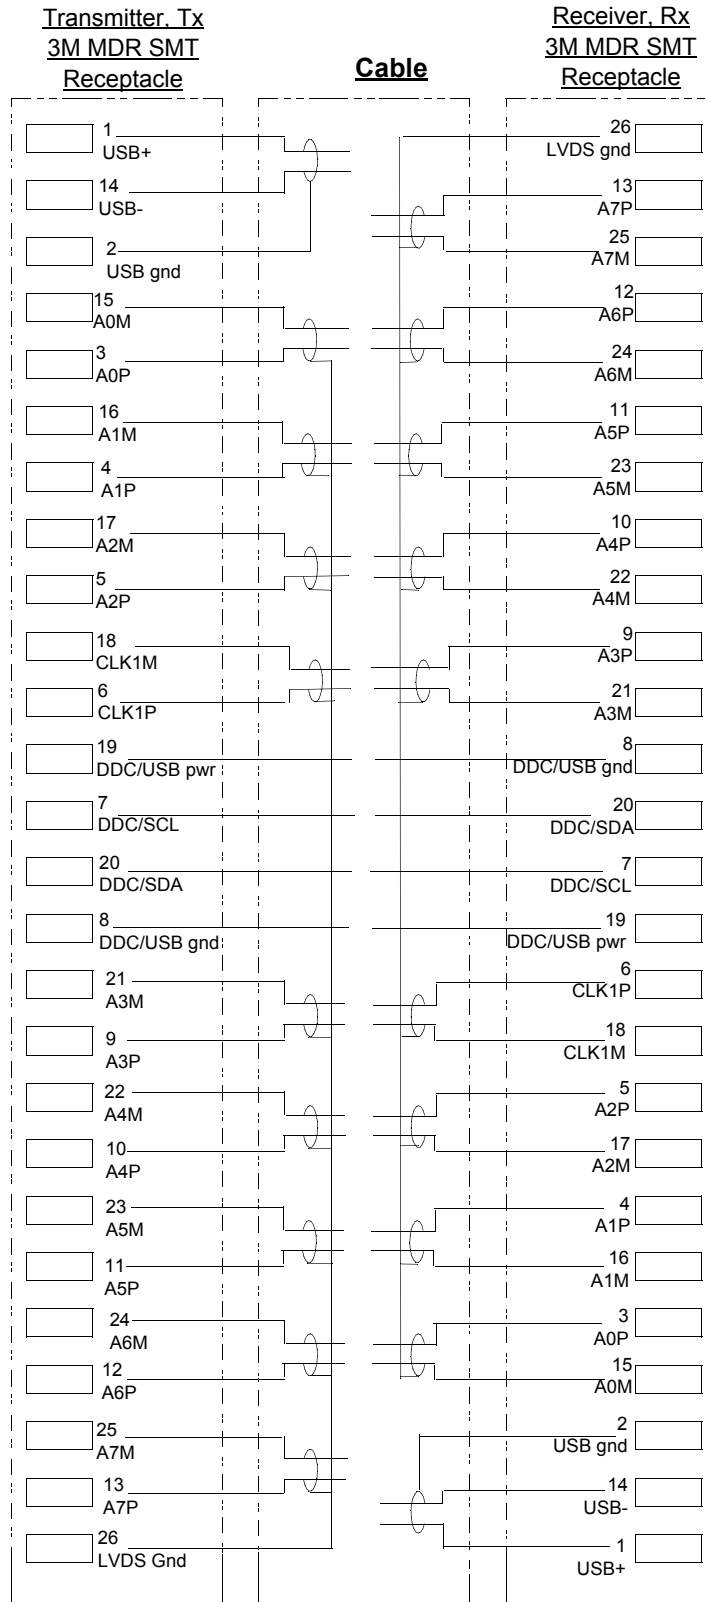 Transmitter, Tx
3M MDR SMT
Receptacle
Cable
Receiver, Rx
3M MDR SMT
Receptacle
1
USB+
14
USB-
2
USB gnd
15
A0M
3
A0P
16
A1M
4
A1P
17
A2M
5
A2P
18
CLK1M
6
CLK1P
19
DDC/USB pwr
7
DDC/SCL
20
DDC/SDA
8
DDC/USB gnd
21
A3M
9
A3P
22
A4M
10
A4P
23
A5M
11
A5P
24
A6M
12
A6P
25
A7M
13
A7P
26
LVDS Gnd
26
LVDS gnd
13
A7P
25
A7M
12
A6P
24
A6M
11
A5P
23
A5M
10
A4P
22
A4M
9
A3P
21
A3M
8
DDC/USB gnd
20
DDC/SDA
7
DDC/SCL
19
DDC/USB pwr
6
CLK1P
18
CLK1M
5
A2P
17
A2M
4
A1P
16
A1M
3
A0P
15
A0M
2
USB gnd
14
USB-
1
USB+